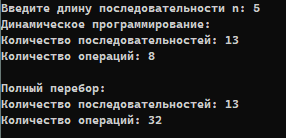 Введите длину последовательности n: 5
Динамическое программирование:
Количество последовательностей: 13
Количество операций: 8
Полный перебор:
Количество последовательностей: 13
Количество операций: 32